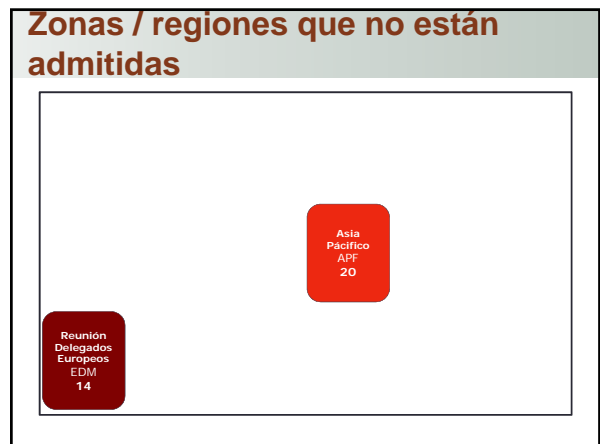 Zonas / regiones que no están
admitidas
Asia
Pácifico
APF
20
Reunión
Delegados
Europeos
EDM
14